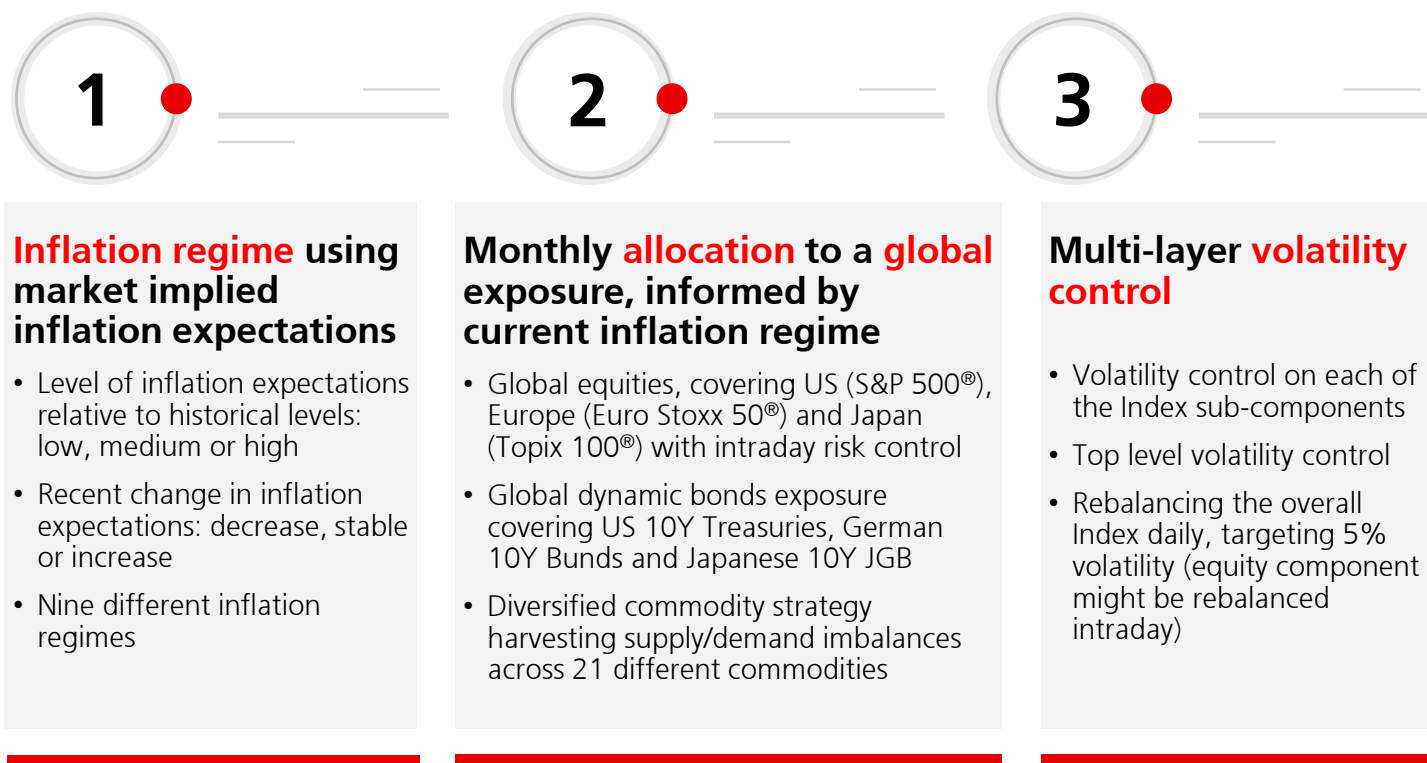 1
2
3
Inflation regime using
market implied
inflation expectations
• Level of inflation expectations
relative to historical levels:
low, medium or high
• Recent change in inflation
expectations: decrease, stable
or increase
• Nine different inflation
regimes
Monthly allocation to a global
exposure, informed by
current inflation regime
• Global equities, covering US (S&P 500®),
Europe (Euro Stoxx 50®) and Japan
(Topix 100®) with intraday risk control
• Global dynamic bonds exposure
covering US 10Y Treasuries, German
10Y Bunds and Japanese 10Y JGB
• Diversified commodity strategy
harvesting supply/demand imbalances
across 21 different commodities
Multi-layer volatility
control
• Volatility control on each of
the Index sub-components
• Top level volatility control
• Rebalancing the overall
Index daily, targeting 5%
volatility (equity component
might be rebalanced
intraday)